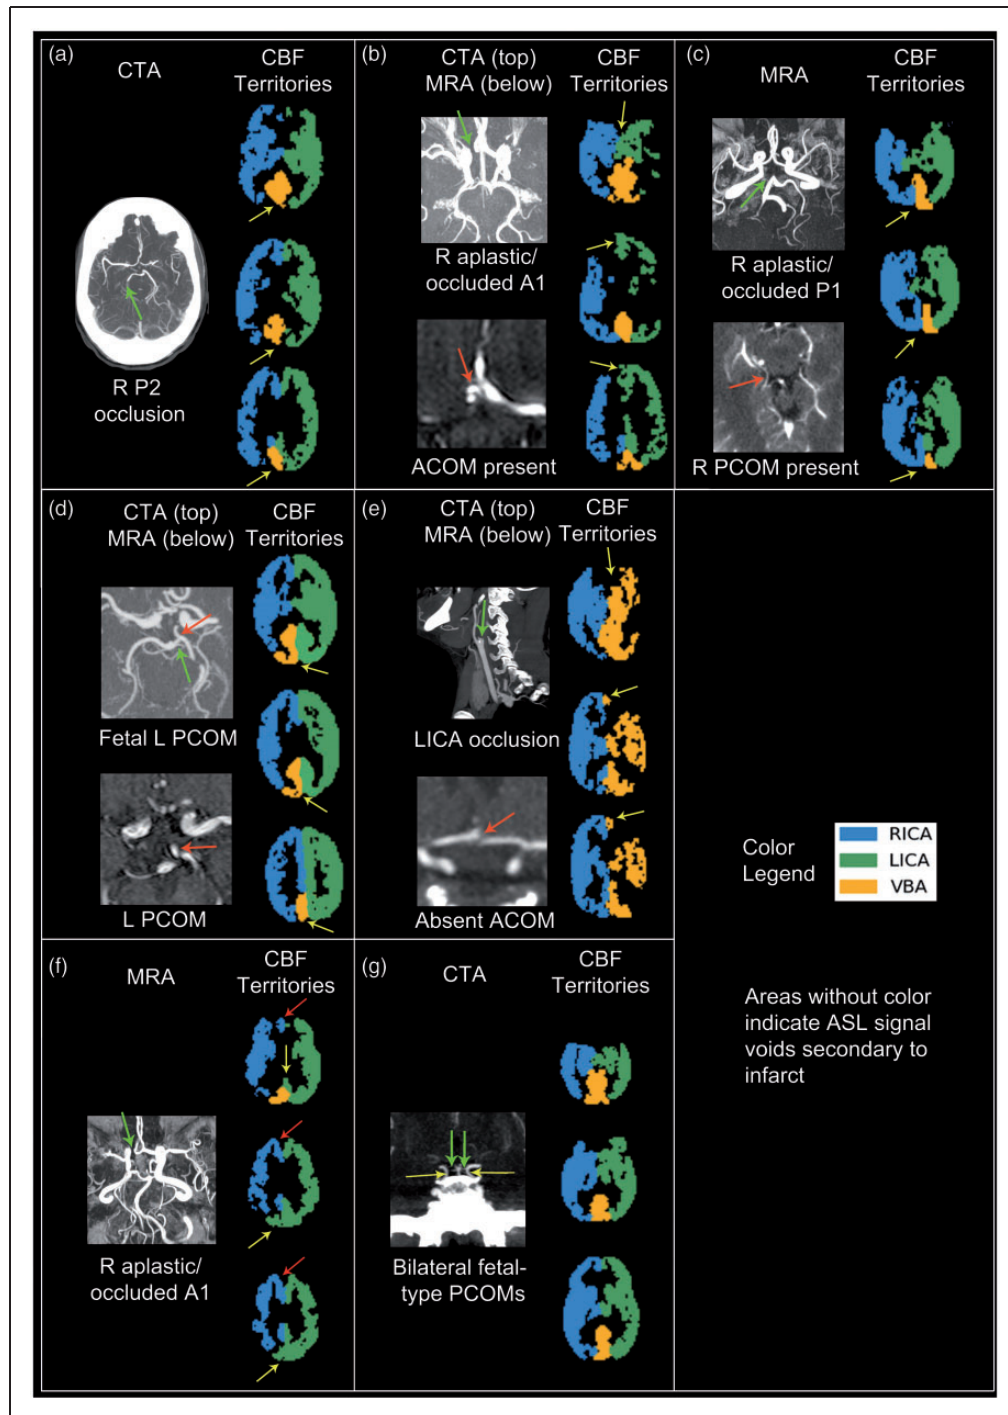 (a)
CTA
CBF
Territories
R P2
occlusion
(b)
CTA (top)
MRA (below)
CBF
Territories
R aplastic/
occluded A1
ACOM present
(c)
MRA
CBF
Territories
R aplastic/
occluded P1
R PCOM present
(d)
CTA (top)
MRA (below)
CBF
Territories
Fetal L PCOM
L PCOM
(e)
CTA (top)
MRA (below)
CBF
Territories
LICA occlusion
Absent ACOM
Color
Legend
RICA
LICA
VBA
Areas without color
indicate ASL signal
voids secondary to
infarct
(f)
MRA
CBF
Territories
R aplastic/
occluded A1
(g)
CTA
CBF
Territories
Bilateral fetal-
type PCOMs